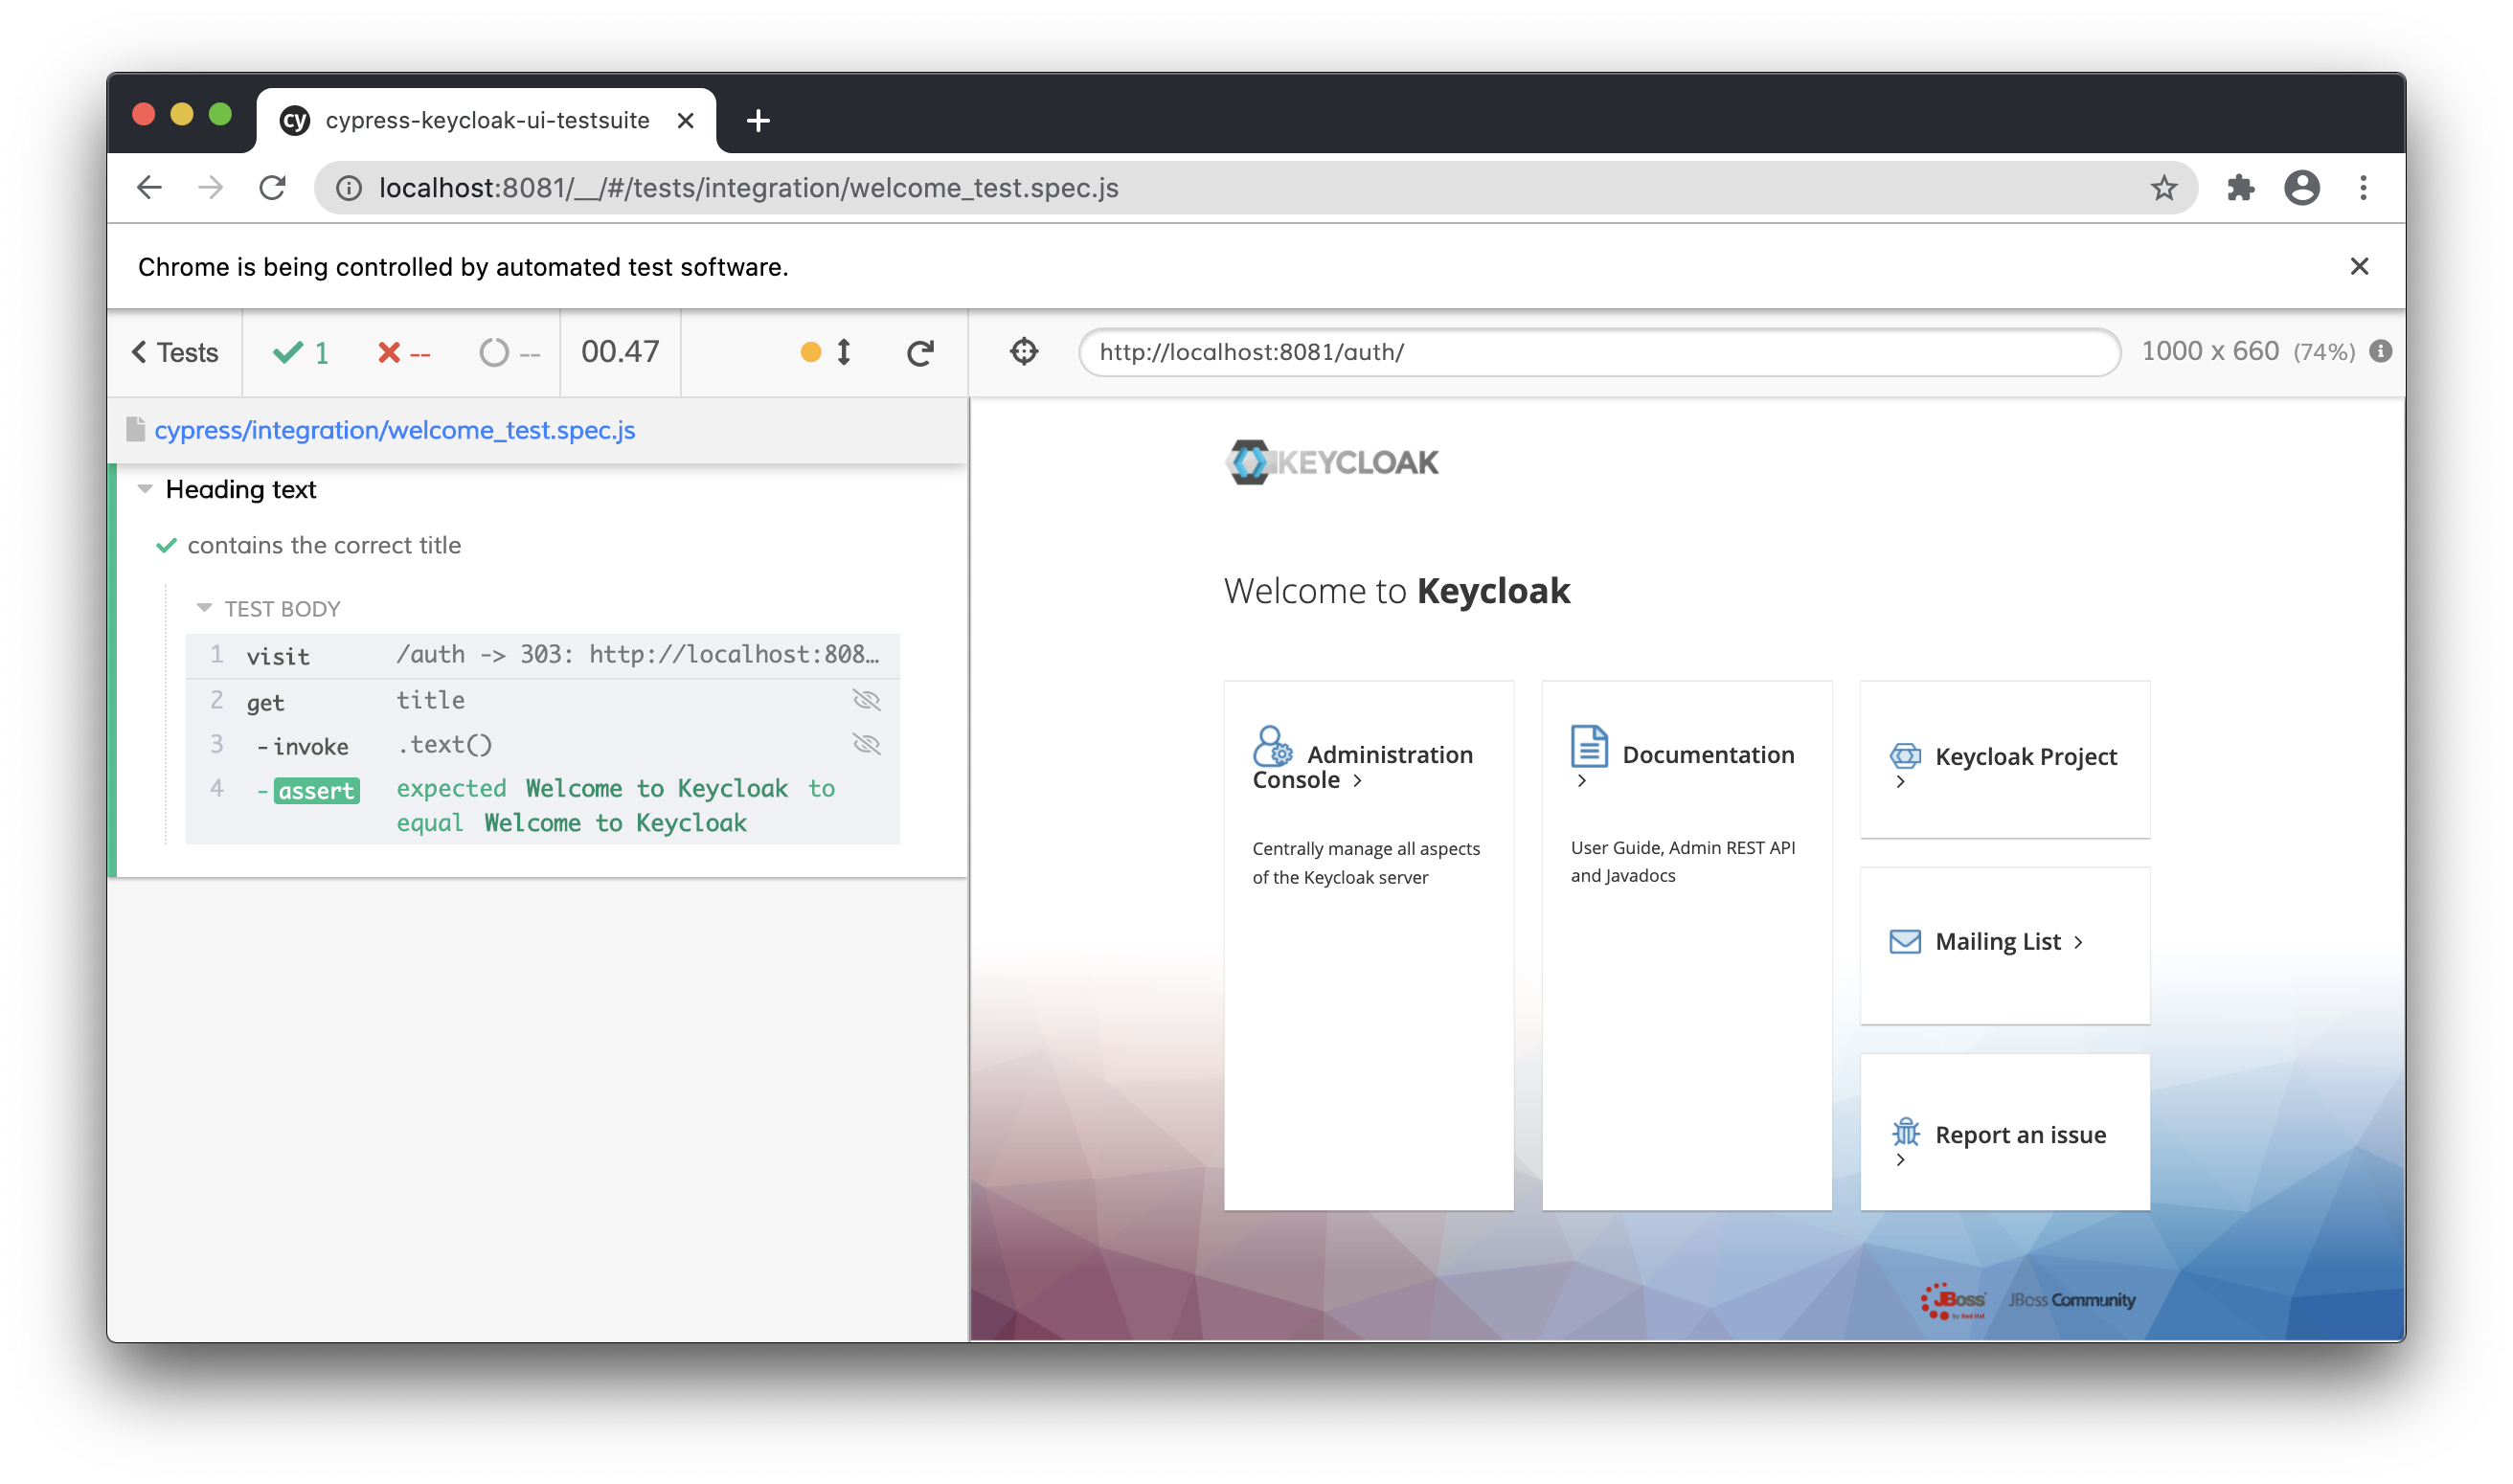 cy cypress-keycloak-ui-testsuite
localhost:8081/__/#/tests/integration/welcome_test.spec.js
Chrome is being controlled by automated test software.
Tests 1 -- -- 00.47
http://localhost:8081/auth/ 1000 x 660 (74%)
cypress/integration/welcome_test.spec.js
Heading text
contains the correct title
TEST BODY
1 visit /auth -> 303: http://localhost:808…
2 get title
3 -invoke .text()
4 -assert expected Welcome to Keycloak to
equal Welcome to Keycloak
KEYCLOAK
Welcome to Keycloak
Administration
Console >
Centrally manage all aspects
of the Keycloak server
Documentation
>
User Guide, Admin REST API
and Javadocs
Keycloak Project
>
Mailing List >
Report an issue
>
JBoss JBoss Community
by Red Hat